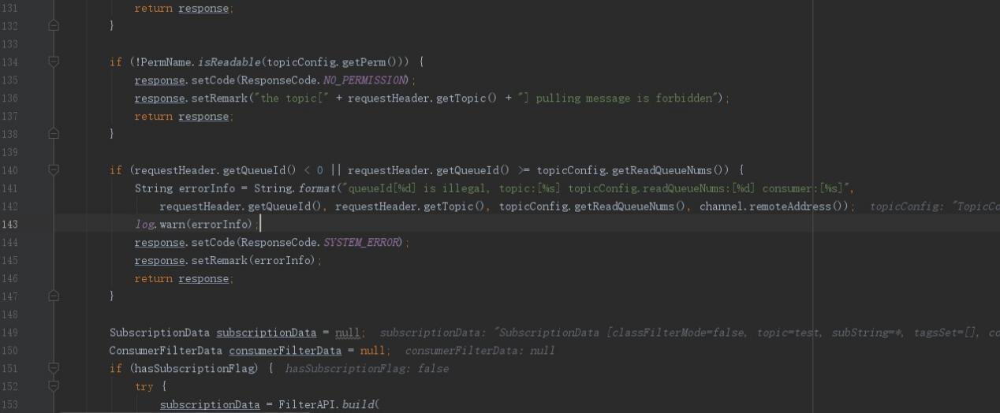 131 return response;
132 }
133
134 if (!PermName.isReadable(topicConfig.getPerm())) {
135 response.setCode(ResponseCode.NO_PERMISSION);
136 response.setRemark("the topic[" + requestHeader.getTopic() + "] pulling message is forbidden");
137 return response;
138 }
139
140 if (requestHeader.getQueueId() < 0 || requestHeader.getQueueId() >= topicConfig.getReadQueueNums()) {
141 String errorInfo = String.format("queueId[%d] is illegal, topic:[%s] topicConfig.readQueueNums:[%d] consumer:[%s]",
142 requestHeader.getQueueId(), requestHeader.getTopic(), topicConfig.getReadQueueNums(), channel.remoteAddress()); topicConfig: "TopicCo
143 log.warn(errorInfo);
144 response.setCode(ResponseCode.SYSTEM_ERROR);
145 response.setRemark(errorInfo);
146 return response;
147 }
148
149 SubscriptionData subscriptionData = null; subscriptionData: "SubscriptionData [classFilterMode=false, topic=test, subString=*, tagsSet=[], co
150 ConsumerFilterData consumerFilterData = null; consumerFilterData: null
151 if (hasSubscriptionFlag) { hasSubscriptionFlag: false
152 try {
153 subscriptionData = FilterAPI.build(